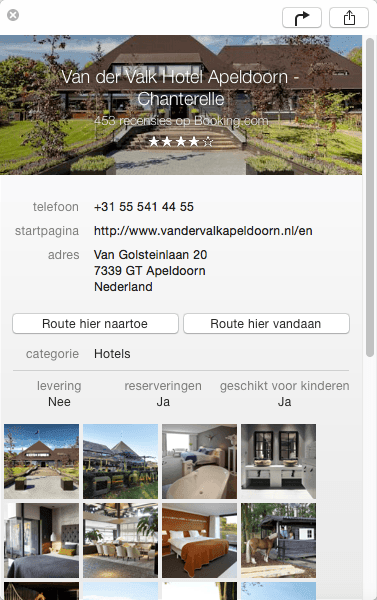 Van der Valk Hotel Apeldoorn -
Chanterelle
453 recensies op Booking.com
★★★★☆
telefoon +31 55 541 44 55
startpagina http://www.vandervalkapeldoorn.nl/en
adres Van Golsteinlaan 20
7339 GT Apeldoorn
Nederland
Route hier naartoe Route hier vandaan
categorie Hotels
levering reserveringen geschikt voor kinderen
Nee Ja Ja